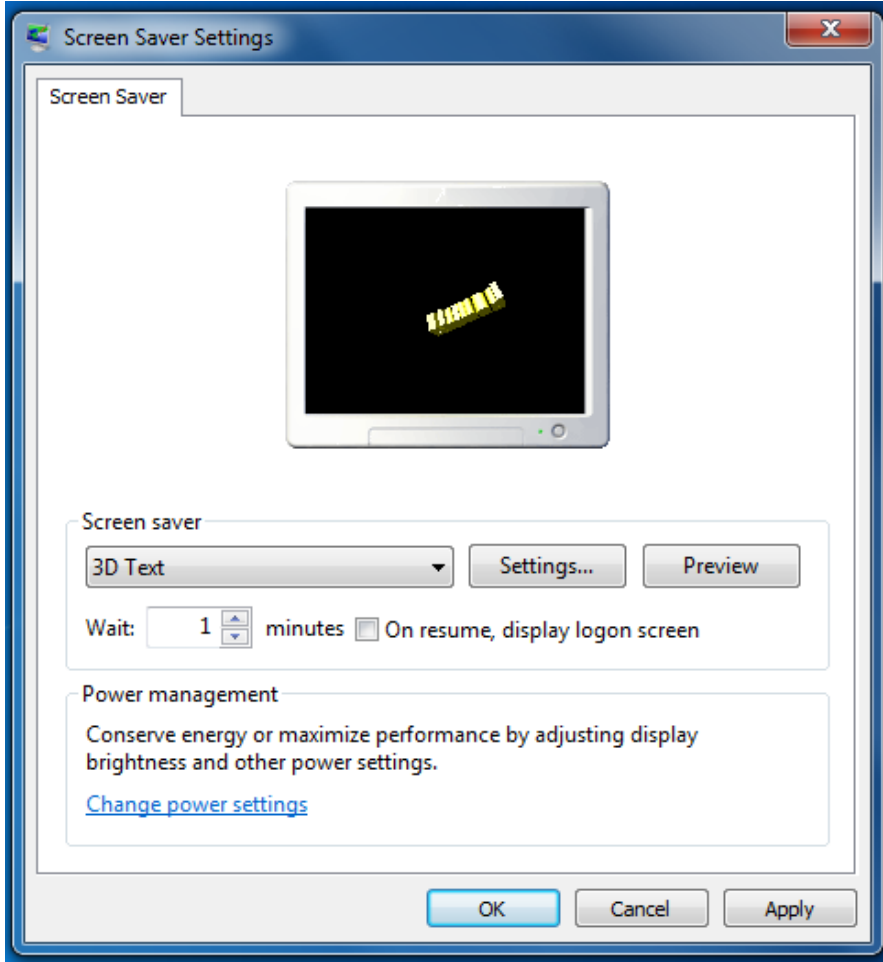 Screen Saver Settings
Screen Saver
Screen saver
3D Text
Settings...
Preview
Wait: 1 minutes On resume, display logon screen
Power management
Conserve energy or maximize performance by adjusting display
brightness and other power settings.
Change power settings
OK
Cancel
Apply